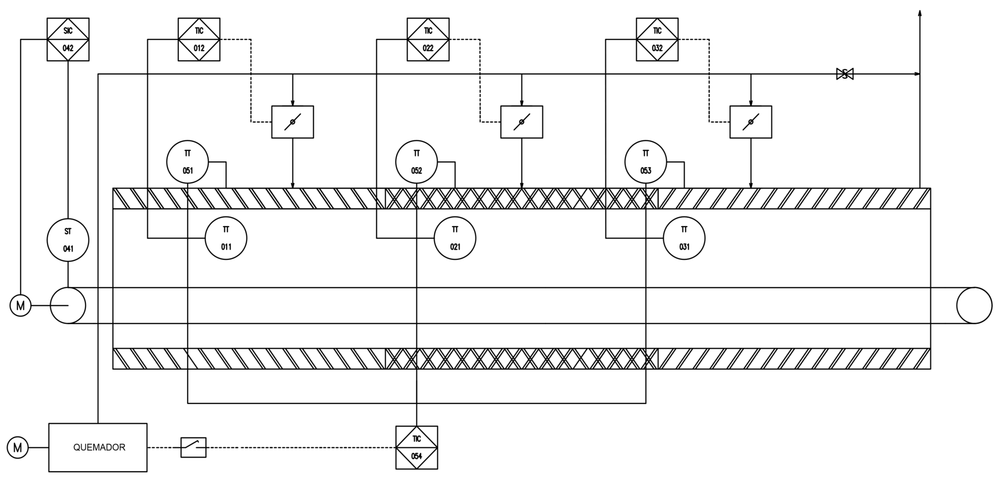 SIC
042
TIC
012
TIC
022
TIC
032
S
TT
051
TT
052
TT
053
TT
011
TT
021
TT
031
ST
041
M
M
QUEMADOR
TIC
054